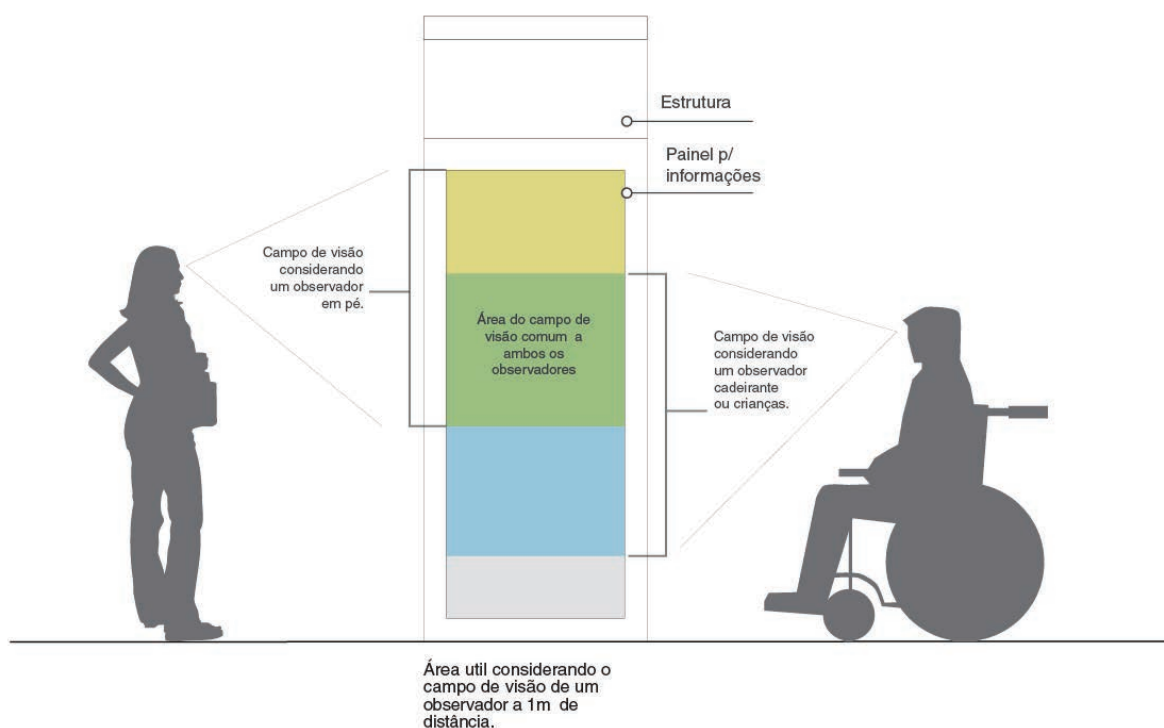 Estrutura
Painel p/
informações
Campo de visão
considerando
um observador
em pé.
Área do campo de
visão comum a
ambos os
observadores
Campo de visão
considerando
um observador
cadeirante
ou crianças.
Área util considerando o
campo de visão de um
observador a 1m de
distância.